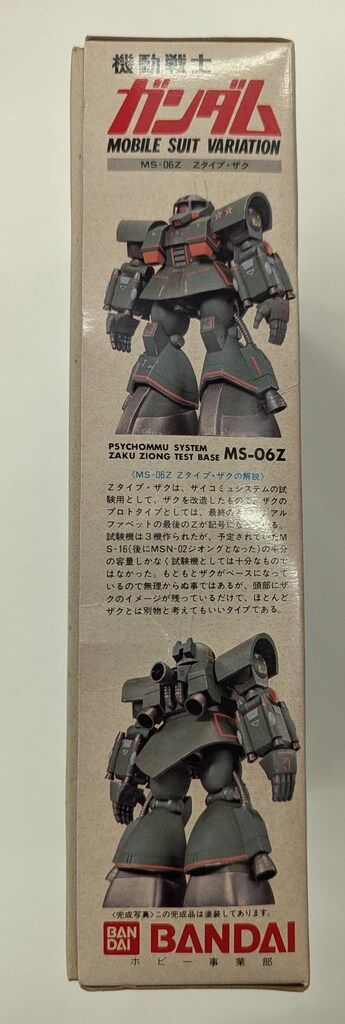 機動戦士
ガンダム
MOBILE SUIT VARIATION
MS-06Z Zタイプ・ザク
PSYCHOMMU SYSTEM
ZAKU ZIONG TEST BASE MS-06Z
〈MS-06Z Zタイプ・ザクの解説〉
Zタイプ・ザクは、サイコミュシステムの試
験用として、ザクを改造したもので、ザクの
プロトタイプとしては、最終の アル
ファベットの最後のZが記号に る。
試験機は3機作られたが、予定されていたM
S-16(後にMSN-02ジオングとなった)の半分
の容量しかなく試験機としては十分なもので
はなかった。もともとザクがベースになって
いるので無理からぬ事ではあるが、頭部にザ
クのイメージが残っているだけで、ほとんど
ザクとは別物と考えてもいいタイプである。
〈完成写真〉この完成品は塗装してあります。
BAN
DAI BANDAI
ホビー事業部